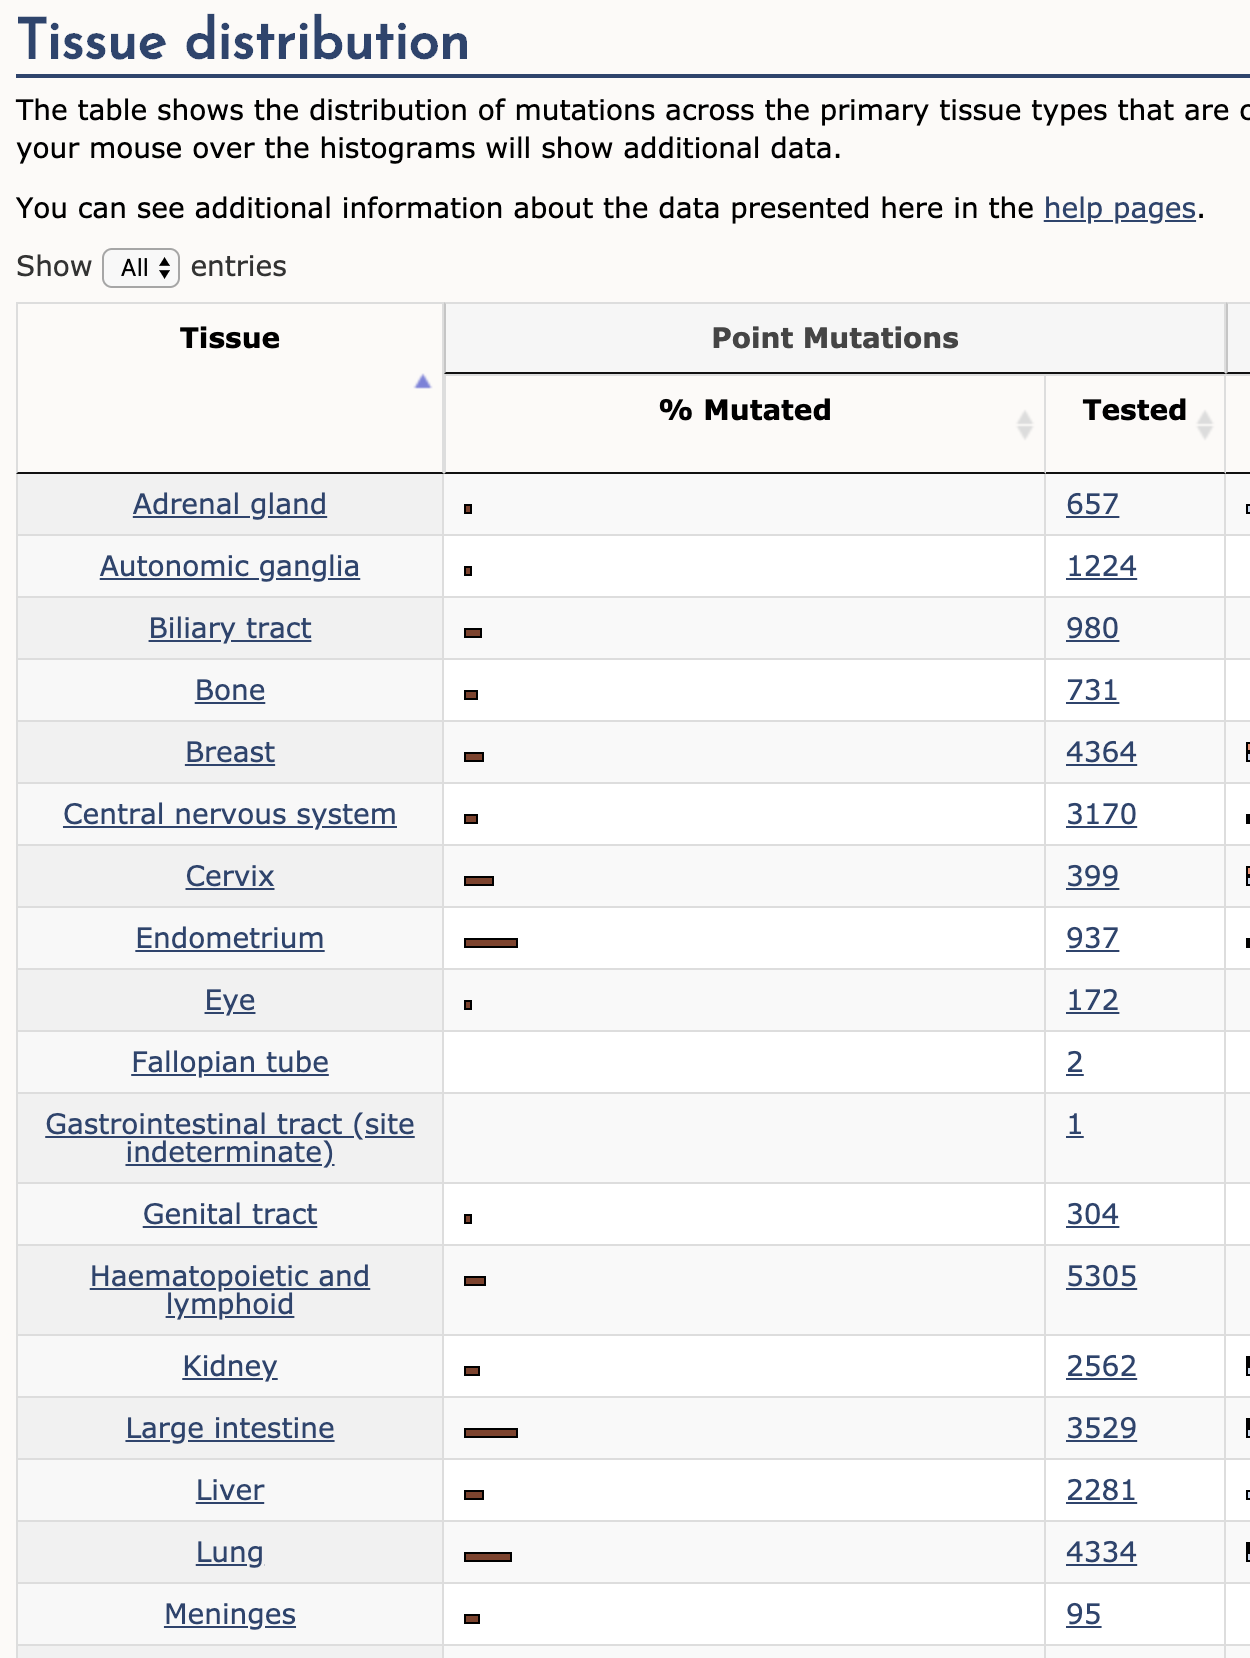 Tissue distribution
The table shows the distribution of mutations across the primary tissue types that are
your mouse over the histograms will show additional data.
You can see additional information about the data presented here in the help pages.
Show All entries
Tissue
Point Mutations
% Mutated
Tested
Adrenal gland 657
Autonomic ganglia 1224
Biliary tract 980
Bone 731
Breast 4364
Central nervous system 3170
Cervix 399
Endometrium 937
Eye 172
Fallopian tube 2
Gastrointestinal tract (site 1
indeterminate)
Genital tract 304
Haematopoietic and 5305
lymphoid
Kidney 2562
Large intestine 3529
Liver 2281
Lung 4334
Meninges 95